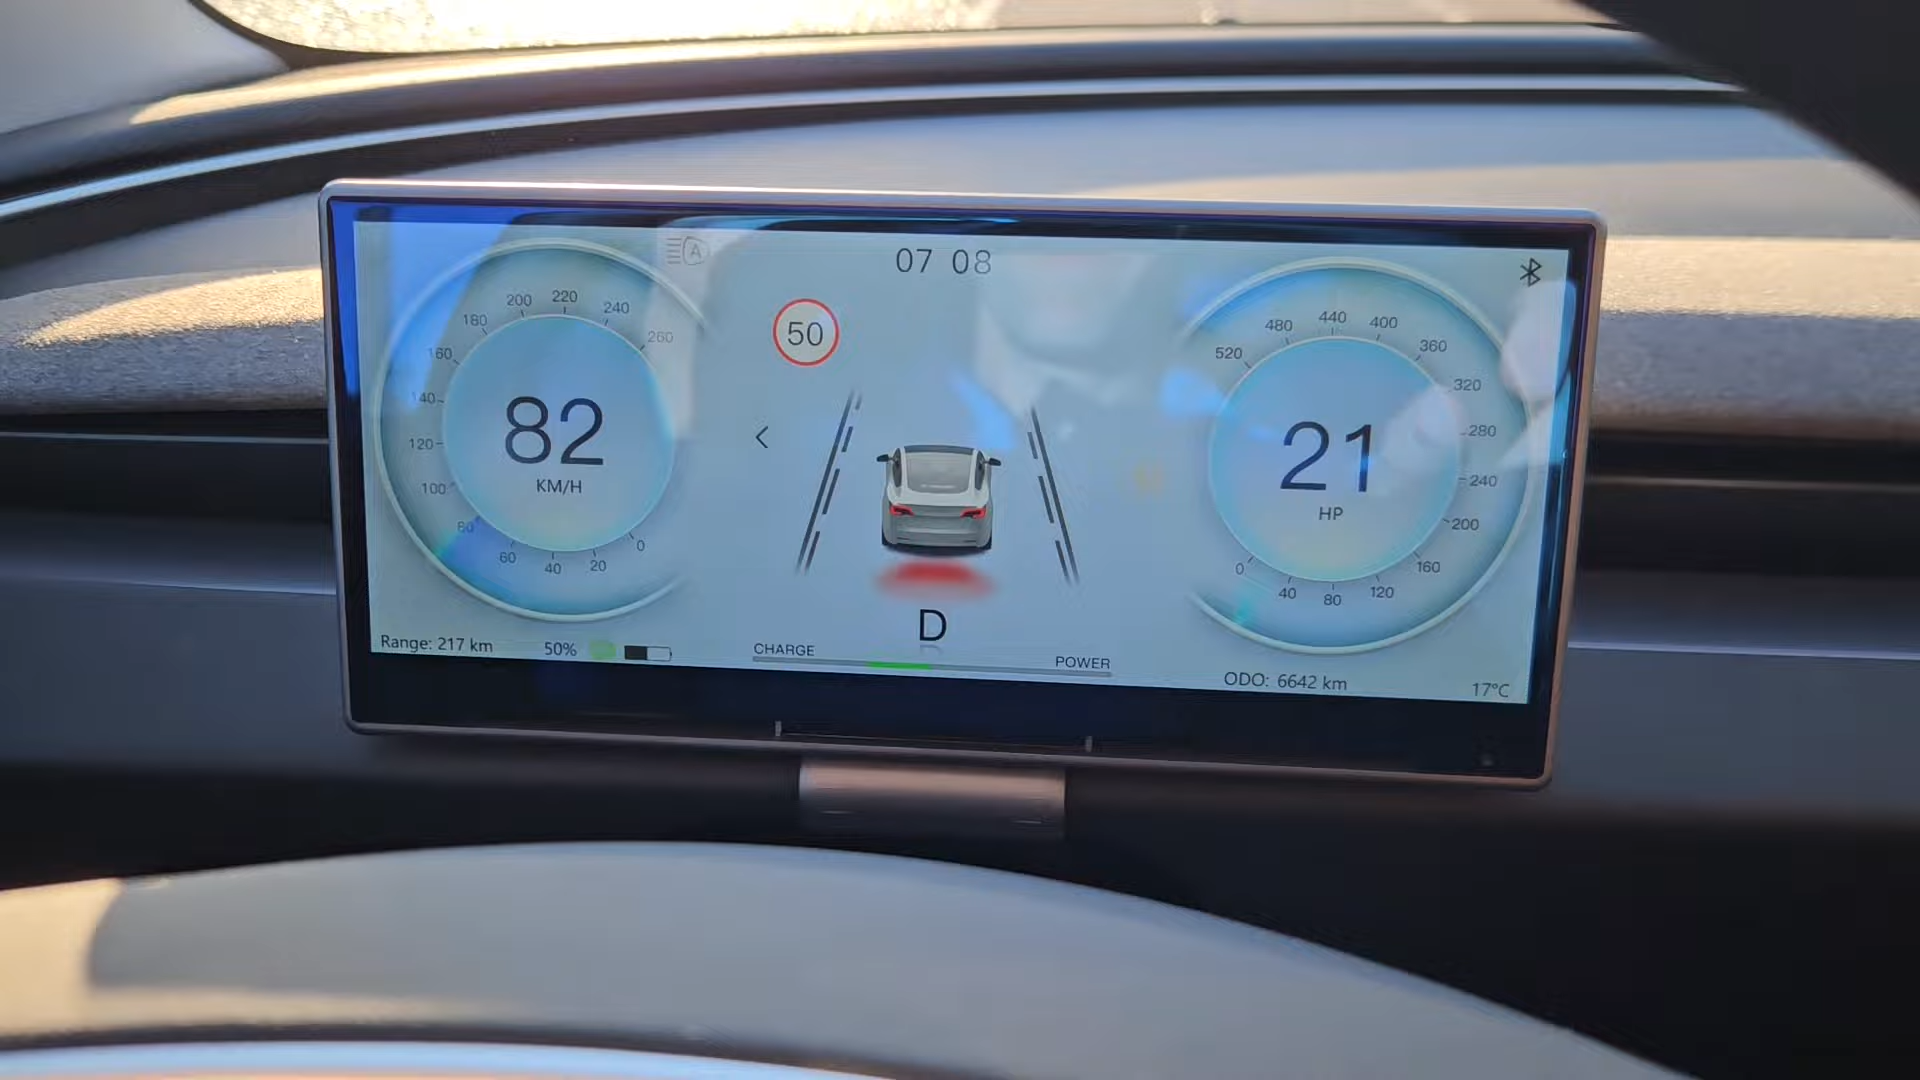 A
07 08
50
200 220 240
180 260
160
140
120
100
80
60 40 20 0
82
KM/H
480 440 400
520 360
320
280
240
200
160
0 40 80 120
21
HP
D
Range: 217 km 50%
CHARGE POWER
ODO: 6642 km 17°C